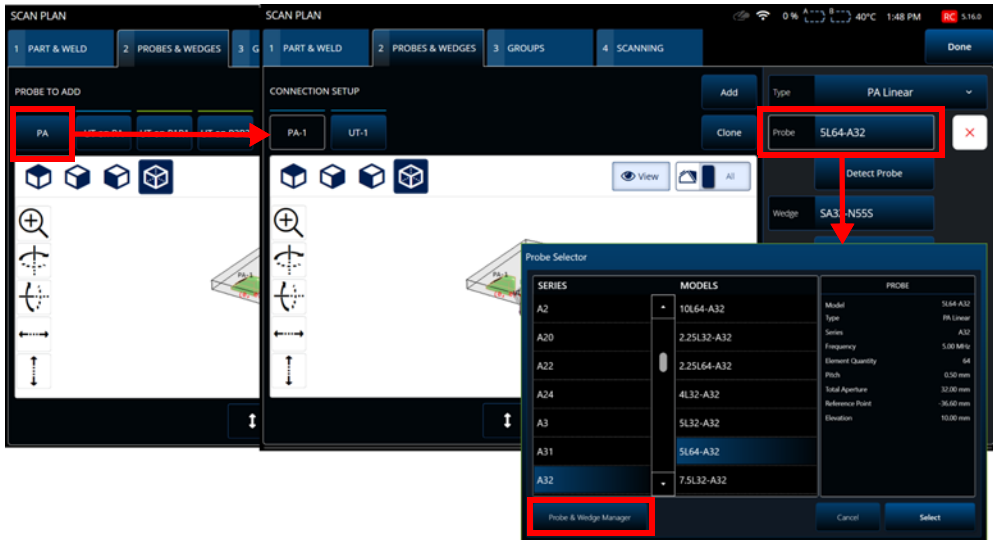 SCAN PLAN
1 PART & WELD
2 PROBES & WEDGES
3 G
PROBE TO ADD
PA
PA-1
SCAN PLAN
0 % A B 40°C 1:48 PM RC 5.16.0
1 PART & WELD
2 PROBES & WEDGES
3 GROUPS
4 SCANNING
Done
CONNECTION SETUP
Add
Type PA Linear
PA-1
UT-1
Clone
Probe 5L64-A32
View
All
Detect Probe
Wedge SA32-N55S
PA-1
Probe Selector
SERIES
MODELS
PROBE
A2
A20
A22
A24
A3
A31
A32
10L64-A32
2.25L32-A32
2.25L64-A32
4L32-A32
5L32-A32
5L64-A32
7.5L32-A32
Model 5L64-A32
Type PA Linear
Series A32
Frequency 5.00 MHz
Element Quantity 64
Pitch 0.50 mm
Total Aperture 32.00 mm
Reference Point -36.60 mm
Elevation 10.00 mm
Probe & Wedge Manager
Cancel
Select